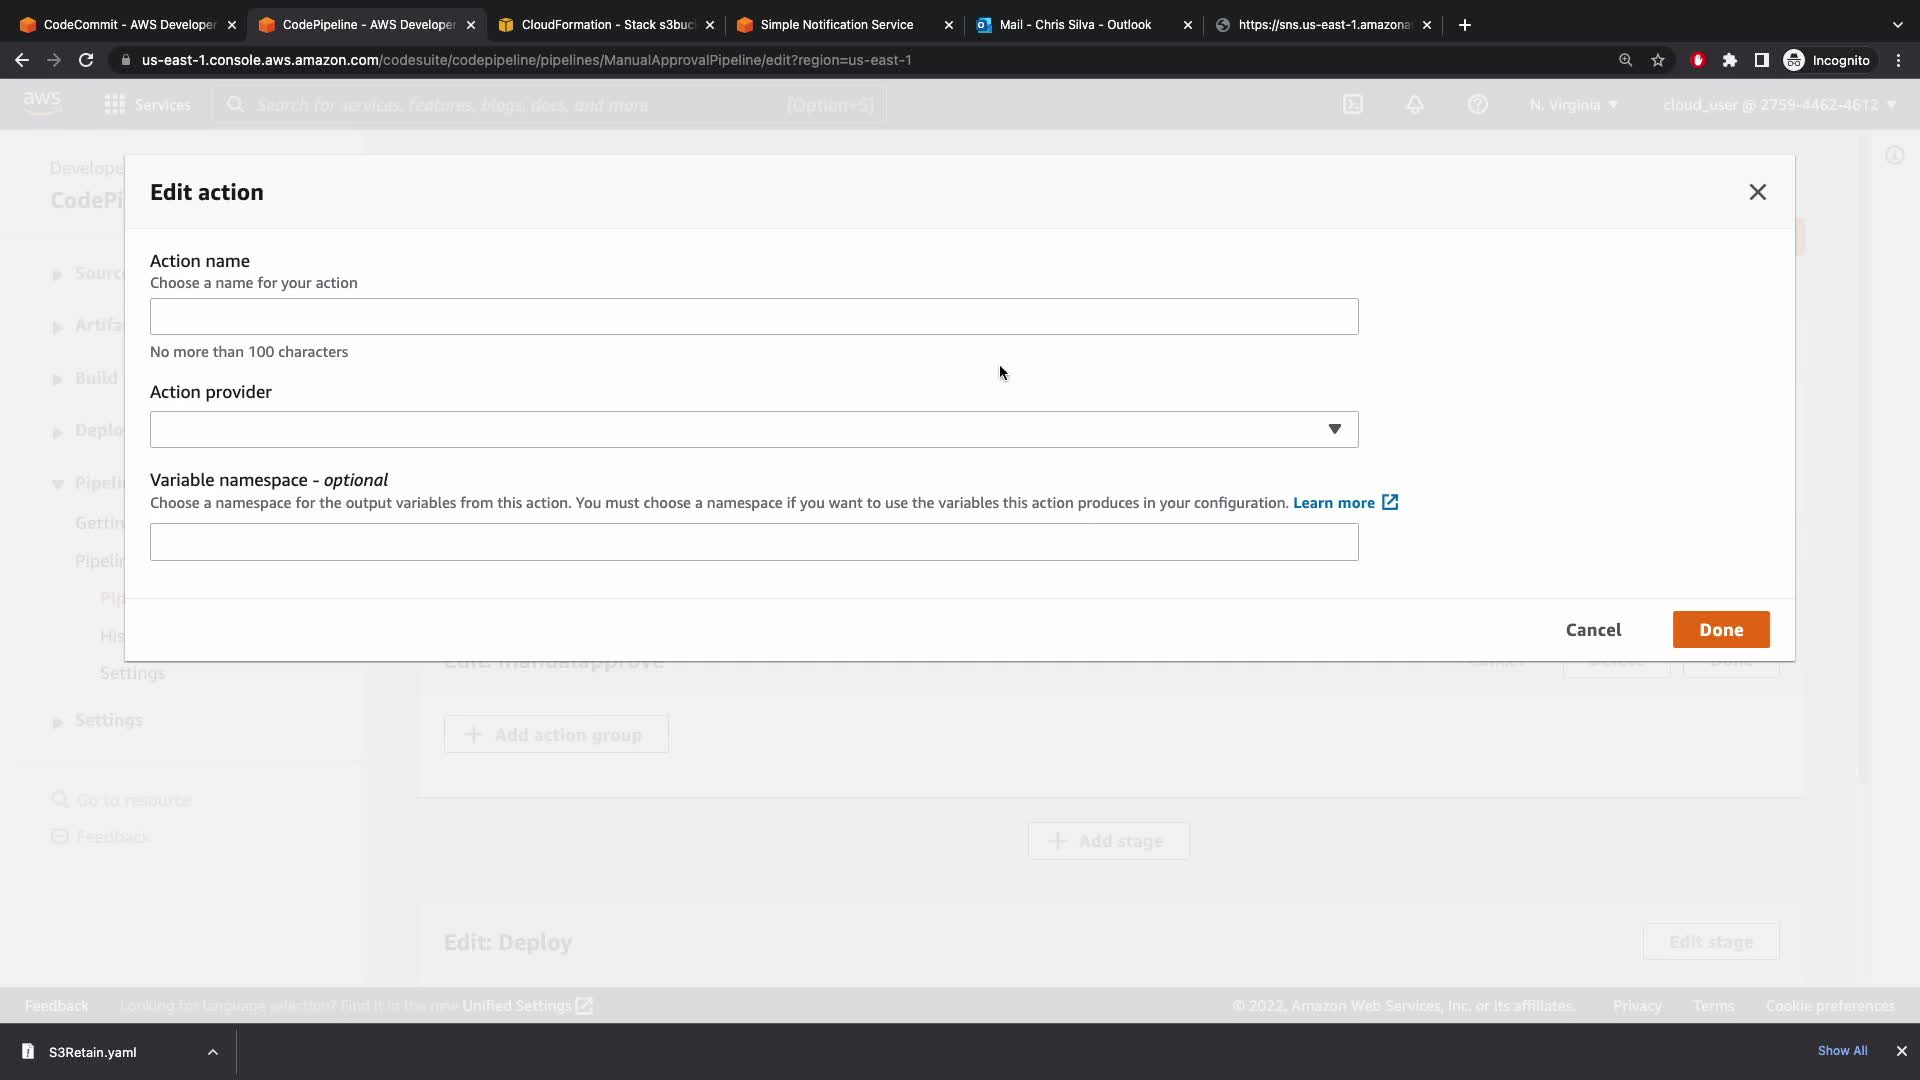 CodeCommit - AWS Developer
CodePipeline - AWS Developer
CloudFormation - Stack s3buc
Simple Notification Service
Mail - Chris Silva - Outlook
https://sns.us-east-1.amazona
us-east-1.console.aws.amazon.com/codesuite/codepipeline/pipelines/ManualApprovalPipeline/edit?region=us-east-1
Incognito
aws
Services
Search for services, features, blogs, docs, and more
[Option+S]
N. Virginia
cloud_user @ 2759-4462-4612
Develope
CodePi
Edit action
Action name
Choose a name for your action
No more than 100 characters
Action provider
Variable namespace - optional
Choose a namespace for the output variables from this action. You must choose a namespace if you want to use the variables this action produces in your configuration. Learn more
Cancel
Done
Sourc
Artifa
Build
Deplo
Pipeli
Gettin
Pipelin
Pip
His
Settings
Settings
Go to resource
Feedback
Edit: manualapprove
Cancel
Delete
Done
Add action group
Add stage
Edit: Deploy
Edit stage
Feedback
Looking for language selection? Find it in the new Unified Settings
© 2022, Amazon Web Services, Inc. or its affiliates.
Privacy
Terms
Cookie preferences
S3Retain.yaml
Show All